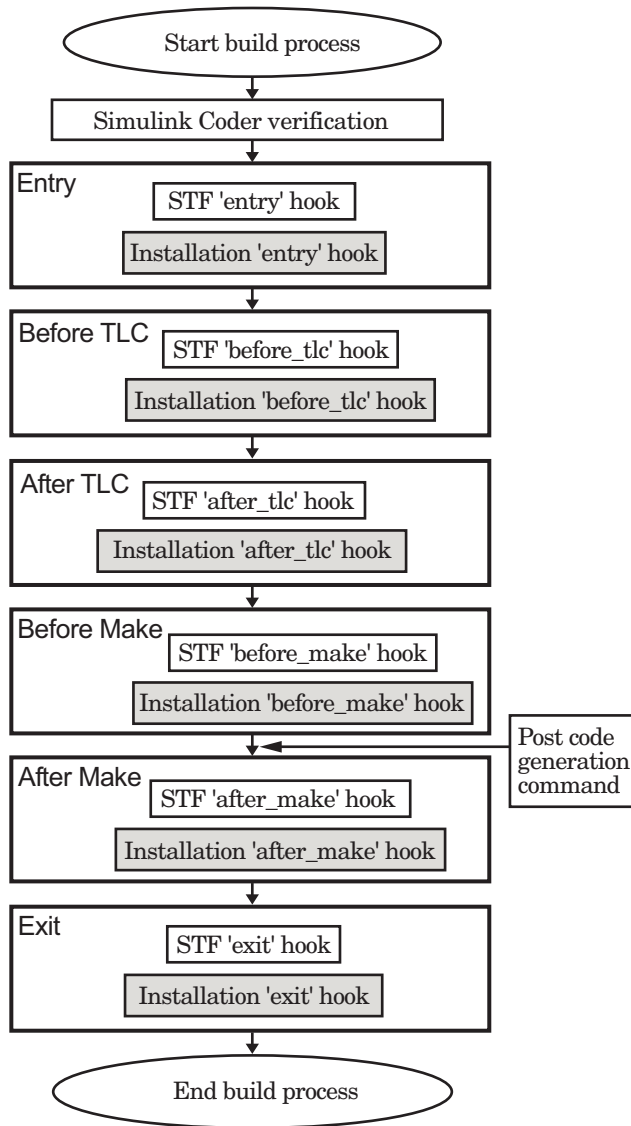 Start build process
Simulink Coder verification
Entry
STF 'entry' hook
Installation 'entry' hook
Before TLC
STF 'before_tlc' hook
Installation 'before_tlc' hook
After TLC
STF 'after_tlc' hook
Installation 'after_tlc' hook
Before Make
STF 'before_make' hook
Installation 'before_make' hook
Post code
generation
command
After Make
STF 'after_make' hook
Installation 'after_make' hook
Exit
STF 'exit' hook
Installation 'exit' hook
End build process